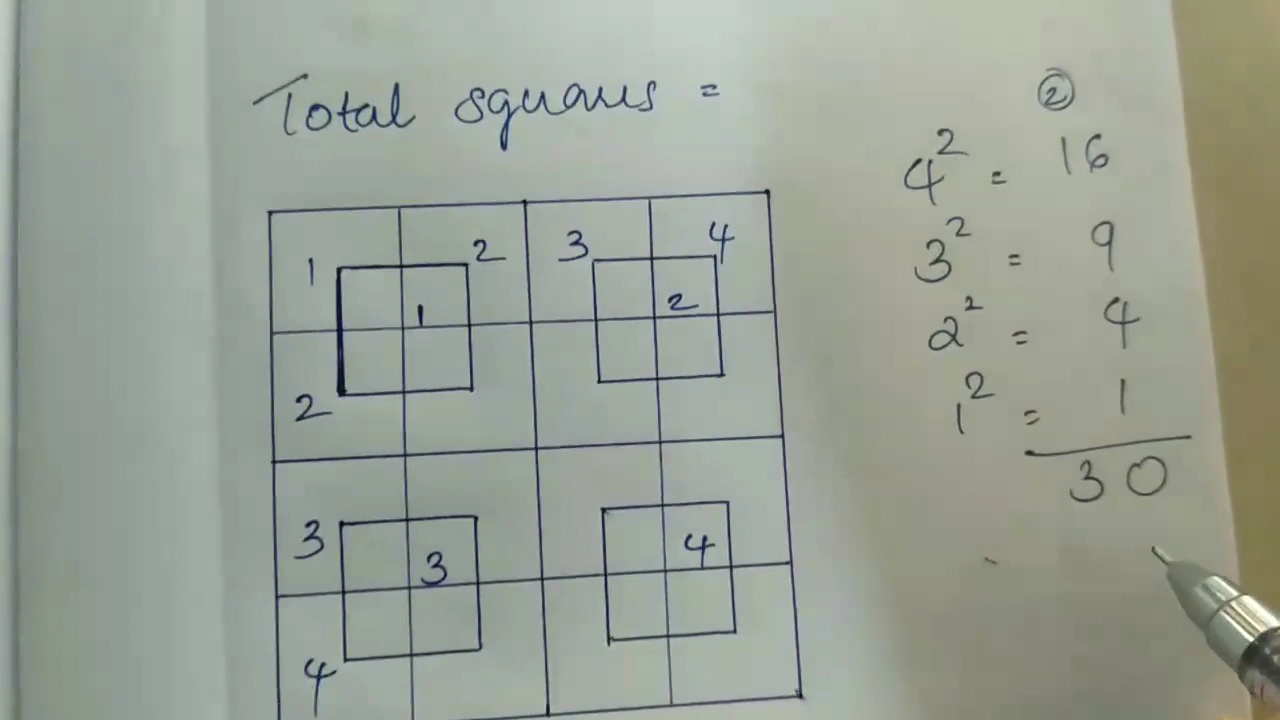 Total squares =
②
4² = 16
3² = 9
2² = 4
1² = 1
30
1 2 3 4
1 2
2
3 3 4
4